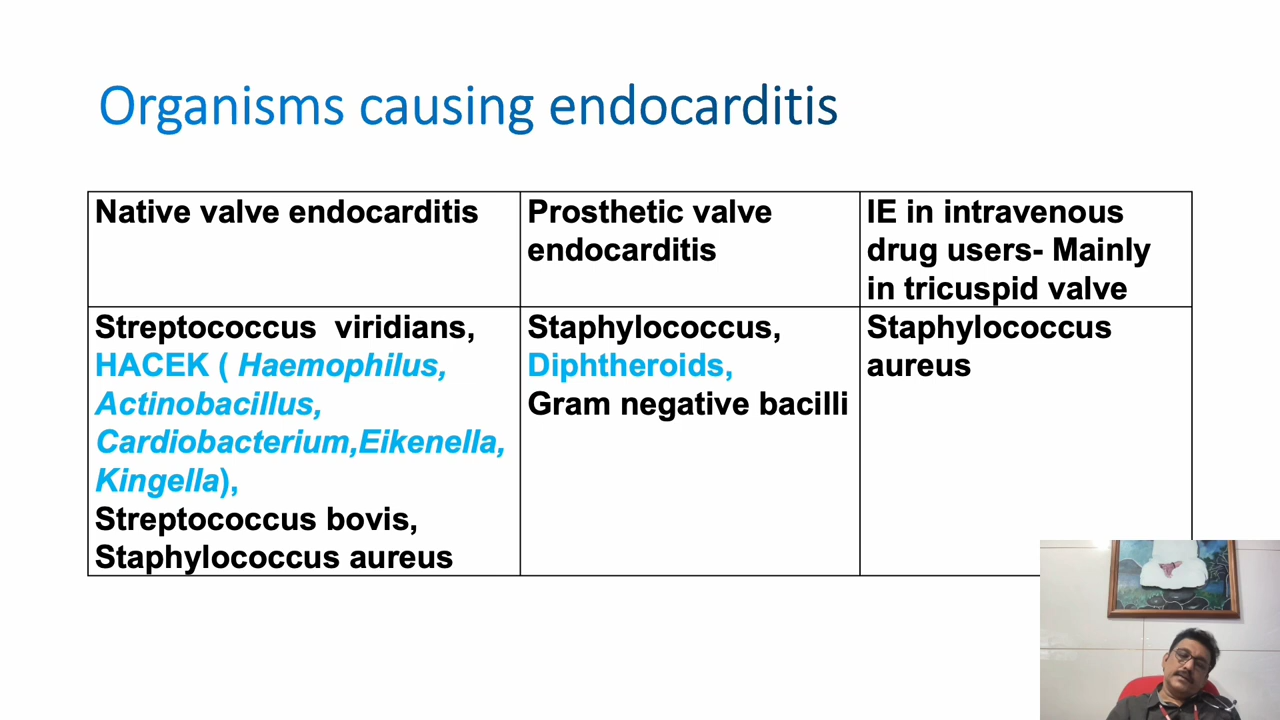 Organisms causing endocarditis
Native valve endocarditis
Prosthetic valve
endocarditis
IE in intravenous
drug users- Mainly
in tricuspid valve
Streptococcus  viridians,
HACEK ( Haemophilus,
Actinobacillus,
Cardiobacterium,Eikenella,
Kingella),
Streptococcus bovis,
Staphylococcus aureus
Staphylococcus,
Diphtheroids,
Gram negative bacilli
Staphylococcus
aureus